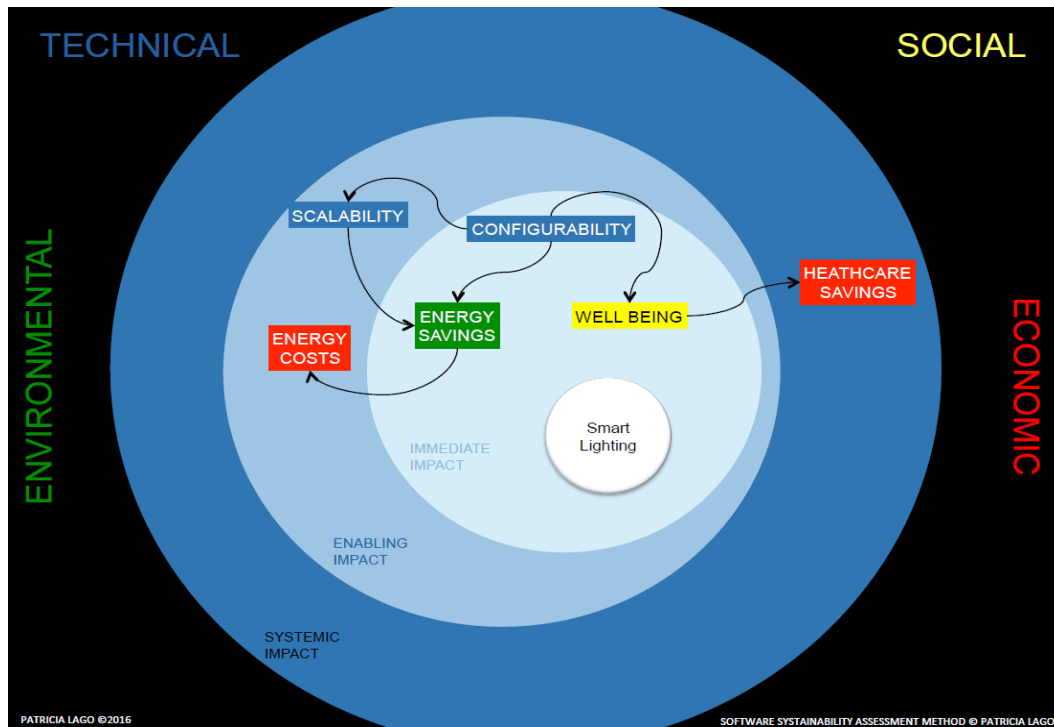 TECHNICAL
SOCIAL
SCALABILITY
CONFIGURABILITY
HEATHCARE
SAVINGS
ENERGY
SAVINGS
WELL BEING
ENERGY
COSTS
ENVIRONMENTAL
ECONOMIC
Smart
Lighting
IMMEDIATE
IMPACT
ENABLING
IMPACT
SYSTEMIC
IMPACT
PATRICIA LAGO ©2016
SOFTWARE SYSTAINABILITY ASSESSMENT METHOD © PATRICIA LAGO